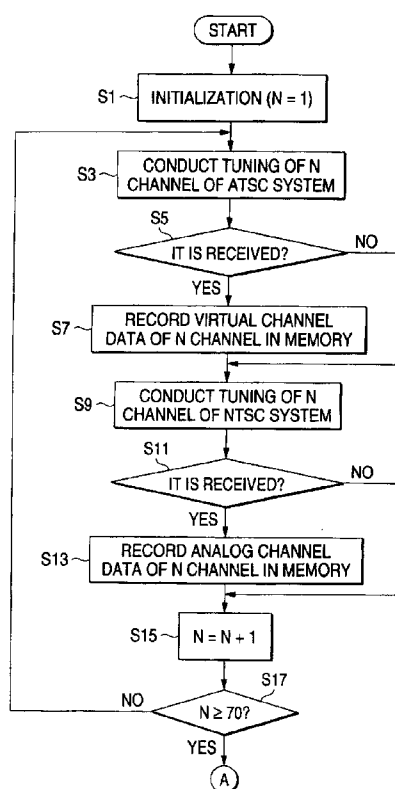 START
S1
INITIALIZATION (N = 1)
S3
CONDUCT TUNING OF N
CHANNEL OF ATSC SYSTEM
S5
IT IS RECEIVED?
NO
YES
S7
RECORD VIRTUAL CHANNEL
DATA OF N CHANNEL IN MEMORY
S9
CONDUCT TUNING OF N
CHANNEL OF NTSC SYSTEM
S11
IT IS RECEIVED?
NO
YES
S13
RECORD ANALOG CHANNEL
DATA OF N CHANNEL IN MEMORY
S15
N = N + 1
S17
NO
N ≥ 70?
YES
A